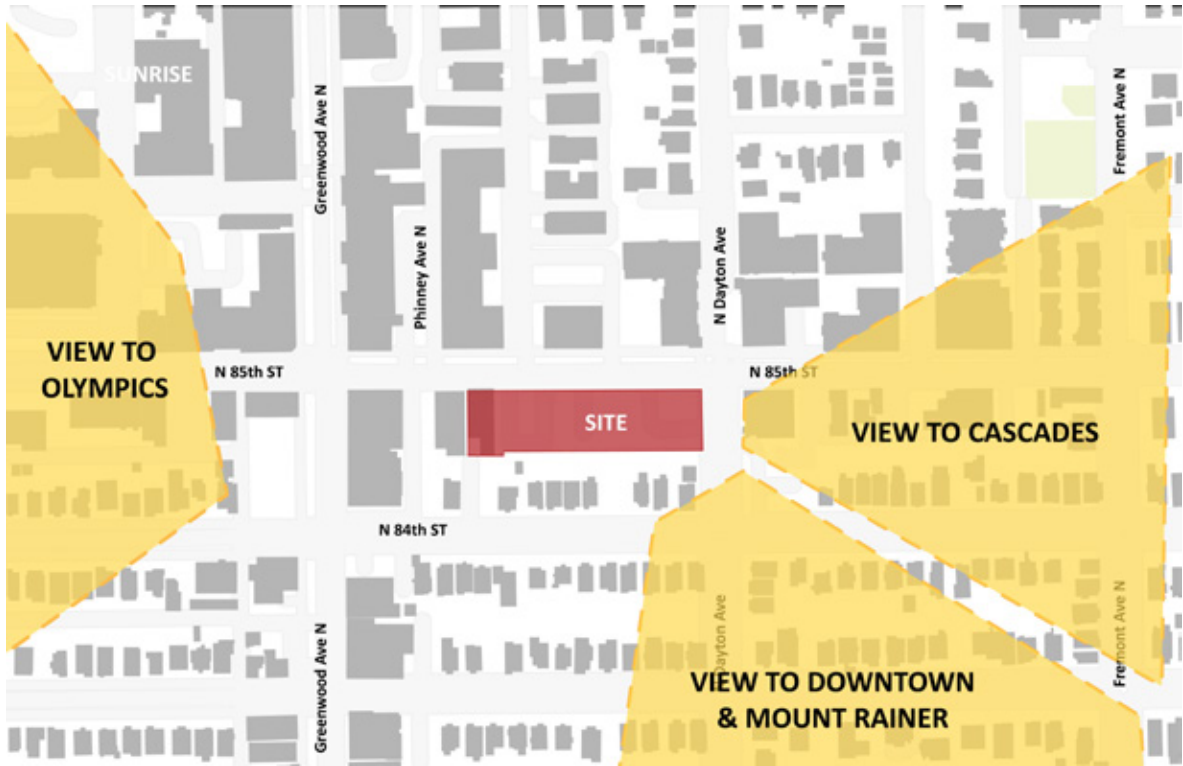 SUNRISE
Greenwood Ave N
Fremont Ave N
Phinney Ave N
N Dayton Ave
VIEW TO
OLYMPICS
N 85th ST
N 85th ST
SITE
VIEW TO CASCADES
N 84th ST
Greenwood Ave N
N Dayton Ave
Fremont Ave N
VIEW TO DOWNTOWN
& MOUNT RAINER